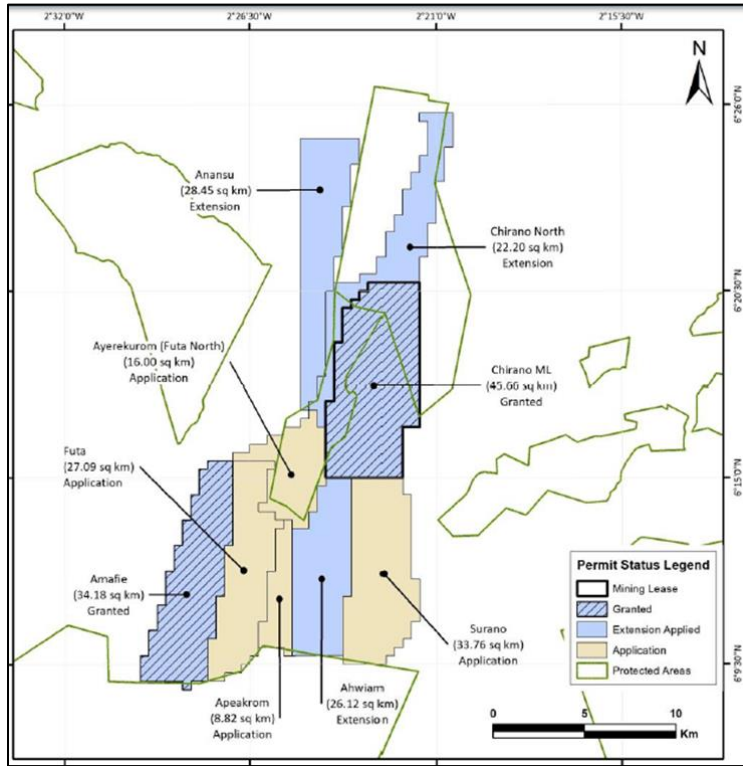 2°32'0"W
2°26'30"W
2°21'0"W
2°15'30"W
N
6°26'0"N
Anansu
(28.45 sq km)
Extension
Chirano North
(22.20 sq km)
Extension
6°20'30"N
Ayerekurom (Futa North)
(16.00 sq km)
Application
Chirano ML
(45.66 sq km)
Granted
Futa
(27.09 sq km)
Application
6°15'0"N
Amafie
(34.18 sq km)
Granted
Surano
(33.76 sq km)
Application
Apeakrom
(8.82 sq km)
Application
Ahwiam
(26.12 sq km)
Extension
Permit Status Legend
Mining Lease
Granted
Extension Applied
Application
Protected Areas
6°9'30"N
0 5 10
Km